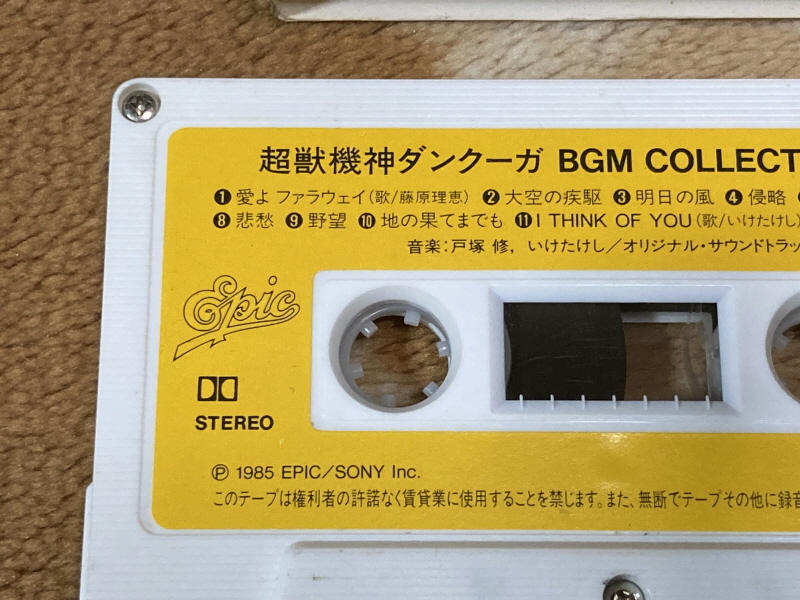 超獣機神ダンクーガ BGM COLLECT
❶愛よ ファラウェイ(歌/藤原理恵) ❷大空の疾駆 ❸明日の風 ❹侵略
❽悲愁 ❾野望 ❿地の果てまでも ⓫I THINK OF YOU(歌/いけたけし)
音楽:戸塚 修, いけたけし/オリジナル・サウンドトラッ
Epic
STEREO
Ⓟ 1985 EPIC/SONY Inc.
このテープは権利者の許諾なく賃貸業に使用することを禁じます。また、無断でテープその他に録音